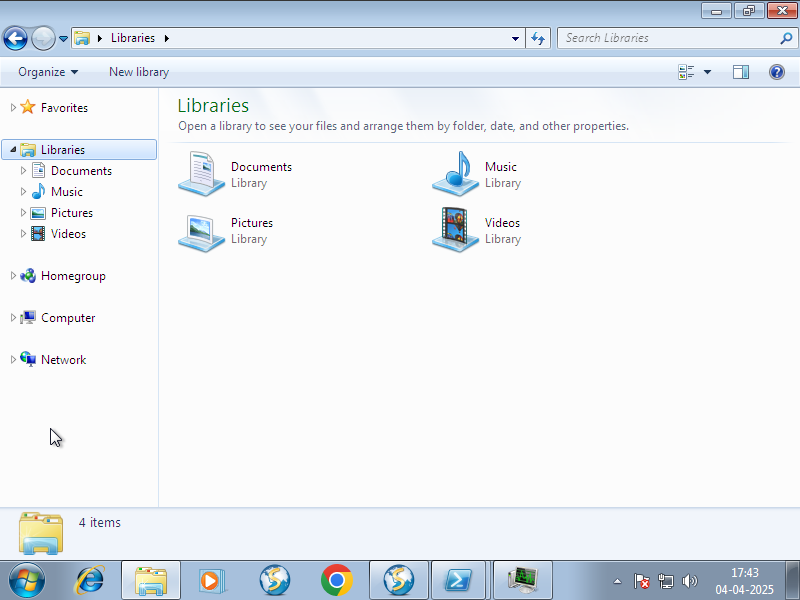 Libraries
Search Libraries
Organize
New library
Favorites
Libraries
Documents
Music
Pictures
Videos
Homegroup
Computer
Network
Libraries
Open a library to see your files and arrange them by folder, date, and other properties.
Documents
Library
Music
Library
Pictures
Library
Videos
Library
4 items
17:43
04-04-2025